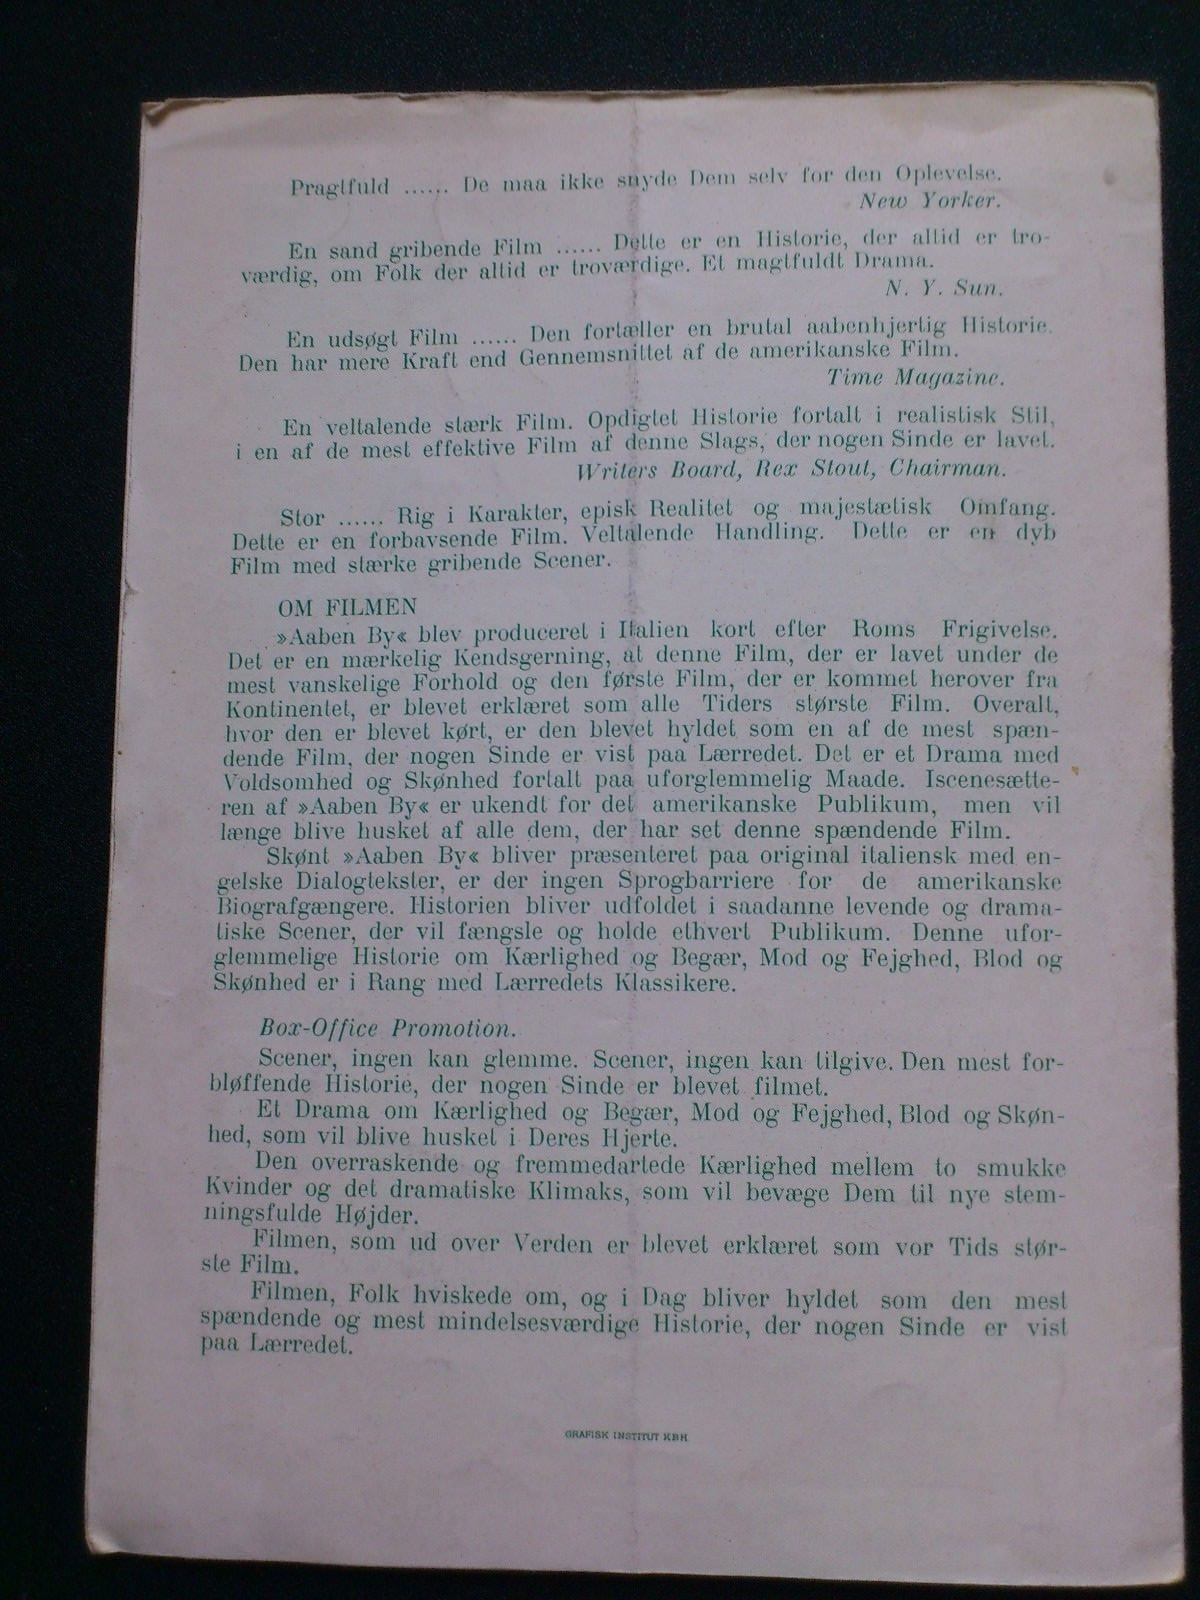 Pragtfuld ...... De maa ikke snyde Dem selv for den Oplevelse.
New Yorker.
En sand gribende Film ...... Dette er en Historie, der altid er tro-
værdig, om Folk der altid er troværdige. Et magtfuldt Drama.
N. Y. Sun.
En udsøgt Film ...... Den fortæller en brutal aabenhjertig Historie.
Den har mere Kraft end Gennemsnittet af de amerikanske Film.
Time Magazine.
En veltalende stærk Film. Opdigtet Historie fortalt i realistisk Stil,
i en af de mest effektive Film af denne Slags, der nogen Sinde er lavet.
Writers Board, Rex Stout, Chairman.
Stor ...... Rig i Karakter, episk Realitet og majestætisk Omfang.
Dette er en forbavsende Film. Veltalende Handling. Dette er en dyb
Film med stærke gribende Scener.
OM FILMEN
»Aaben By« blev produceret i Italien kort efter Roms Frigivelse.
Det er en mærkelig Kendsgerning, at denne Film, der er lavet under de
mest vanskelige Forhold og den første Film, der er kommet herover fra
Kontinentet, er blevet erklæret som alle Tiders største Film. Overalt,
hvor den er blevet kørt, er den blevet hyldet som en af de mest spæn-
dende Film, der nogen Sinde er vist paa Lærredet. Det er et Drama med
Voldsomhed og Skønhed fortalt paa uforglemmelig Maade. Iscenesætte-
ren af »Aaben By« er ukendt for det amerikanske Publikum, men vil
længe blive husket af alle dem, der har set denne spændende Film.
Skønt »Aaben By« bliver præsenteret paa original italiensk med en-
gelske Dialogtekster, er der ingen Sprogbarriere for de amerikanske
Biografgængere. Historien bliver udfoldet i saadanne levende og drama-
tiske Scener, der vil fængsle og holde ethvert Publikum. Denne ufor-
glemmelige Historie om Kærlighed og Begær, Mod og Fejghed, Blod og
Skønhed er i Rang med Lærredets Klassikere.
Box-Office Promotion.
Scener, ingen kan glemme. Scener, ingen kan tilgive. Den mest for-
bløffende Historie, der nogen Sinde er blevet filmet.
Et Drama om Kærlighed og Begær, Mod og Fejghed, Blod og Skøn-
hed, som vil blive husket i Deres Hjerte.
Den overraskende og fremmedartede Kærlighed mellem to smukke
Kvinder og det dramatiske Klimaks, som vil bevæge Dem til nye stem-
ningsfulde Højder.
Filmen, som ud over Verden er blevet erklæret som vor Tids stør-
ste Film.
Filmen, Folk hviskede om, og i Dag bliver hyldet som den mest
spændende og mest mindelsesværdige Historie, der nogen Sinde er vist
paa Lærredet.
GRAFISK INSTITUT KBH